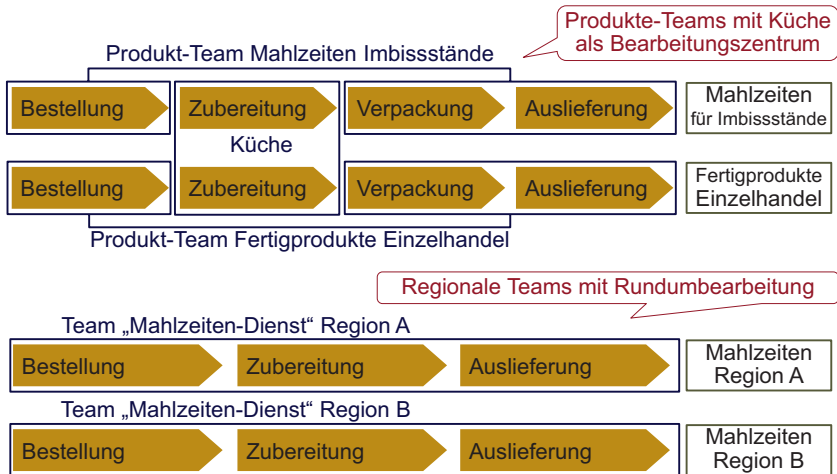 Produkte-Teams mit Küche
als Bearbeitungszentrum
Produkt-Team Mahlzeiten Imbissstände
Bestellung Zubereitung Verpackung Auslieferung Mahlzeiten
für Imbissstände
Küche
Bestellung Zubereitung Verpackung Auslieferung Fertigprodukte
Einzelhandel
Produkt-Team Fertigprodukte Einzelhandel
Regionale Teams mit Rundumbearbeitung
Team „Mahlzeiten-Dienst“ Region A
Bestellung Zubereitung Auslieferung Mahlzeiten
Region A
Team „Mahlzeiten-Dienst“ Region B
Bestellung Zubereitung Auslieferung Mahlzeiten
Region B